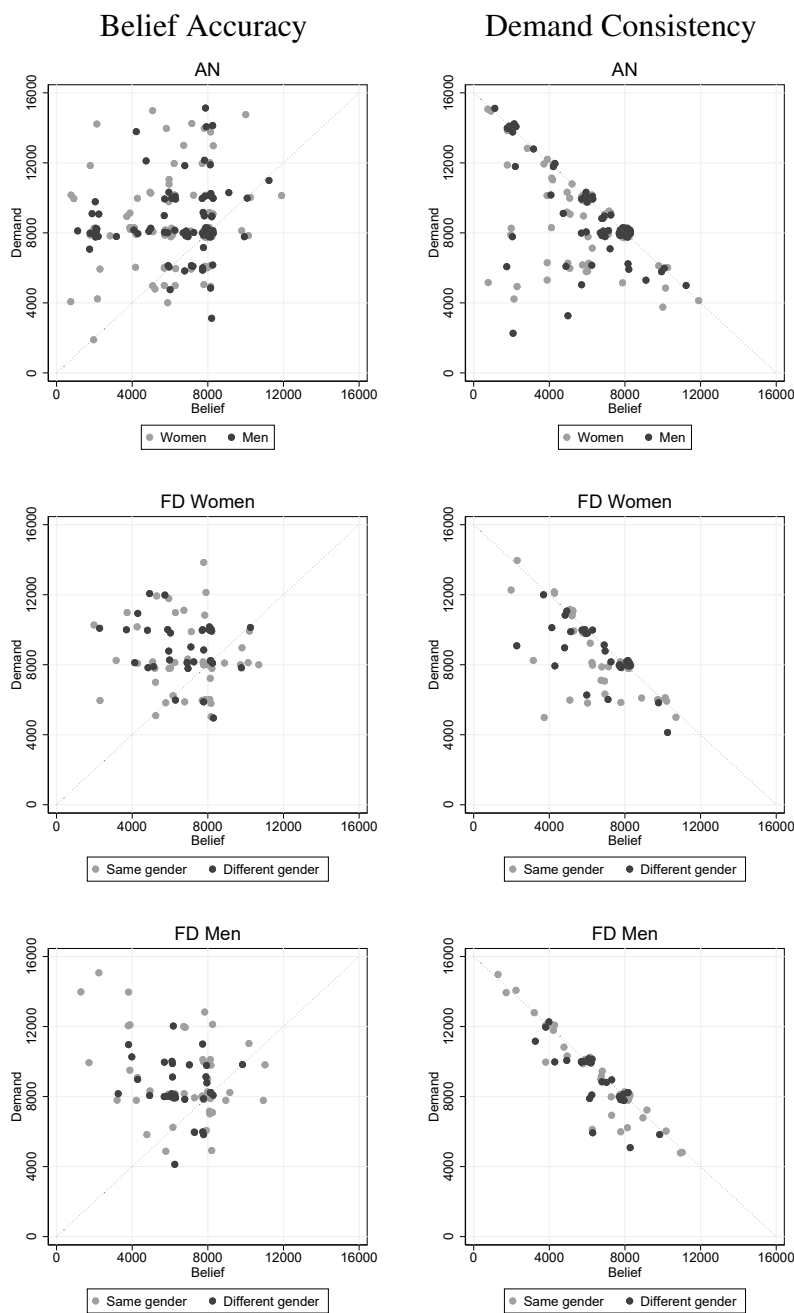 Belief Accuracy
Demand Consistency
AN
Demand
0 4000 8000 12000 16000
0 4000 8000 12000 16000
Belief
Women Men
AN
Demand
0 4000 8000 12000 16000
0 4000 8000 12000 16000
Belief
Women Men
FD Women
Demand
0 4000 8000 12000 16000
0 4000 8000 12000 16000
Belief
Same gender Different gender
FD Women
Demand
0 4000 8000 12000 16000
0 4000 8000 12000 16000
Belief
Same gender Different gender
FD Men
Demand
0 4000 8000 12000 16000
0 4000 8000 12000 16000
Belief
Same gender Different gender
FD Men
Demand
0 4000 8000 12000 16000
0 4000 8000 12000 16000
Belief
Same gender Different gender